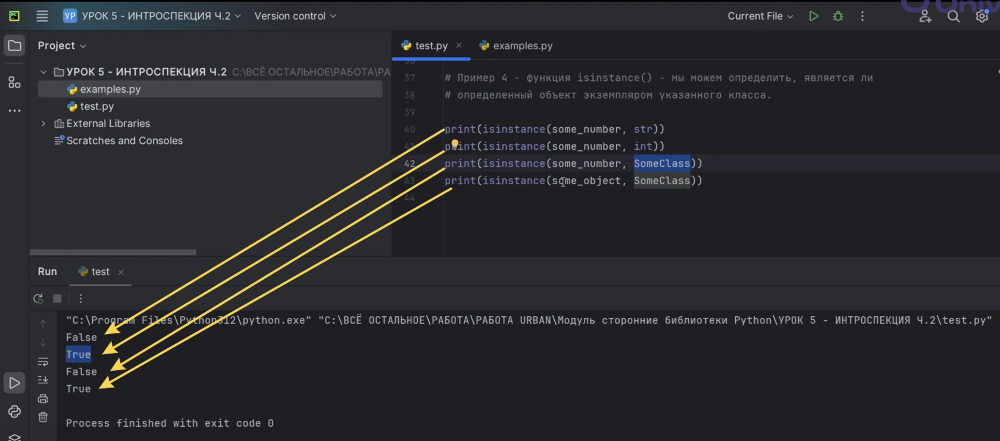 УРОК 5 - ИНТРОСПЕКЦИЯ Ч.2 Version control Current File
Project
УРОК 5 - ИНТРОСПЕКЦИЯ Ч.2 C:\ВСЁ ОСТАЛЬНОЕ\РАБОТА\РА
examples.py
test.py
External Libraries
Scratches and Consoles
test.py examples.py
37 # Пример 4 - функция isinstance() - мы можем определить, является ли
38 # определенный объект экземпляром указанного класса.
39
40 print(isinstance(some_number, str))
41 print(isinstance(some_number, int))
42 print(isinstance(some_number, SomeClass))
43 print(isinstance(some_object, SomeClass))
44
Run test
"C:\Program Files\Python312\python.exe" "C:\ВСЁ ОСТАЛЬНОЕ\РАБОТА\РАБОТА URBAN\Модуль сторонние библиотеки Python\УРОК 5 - ИНТРОСПЕКЦИЯ Ч.2\test.py"
False
True
False
True
Process finished with exit code 0